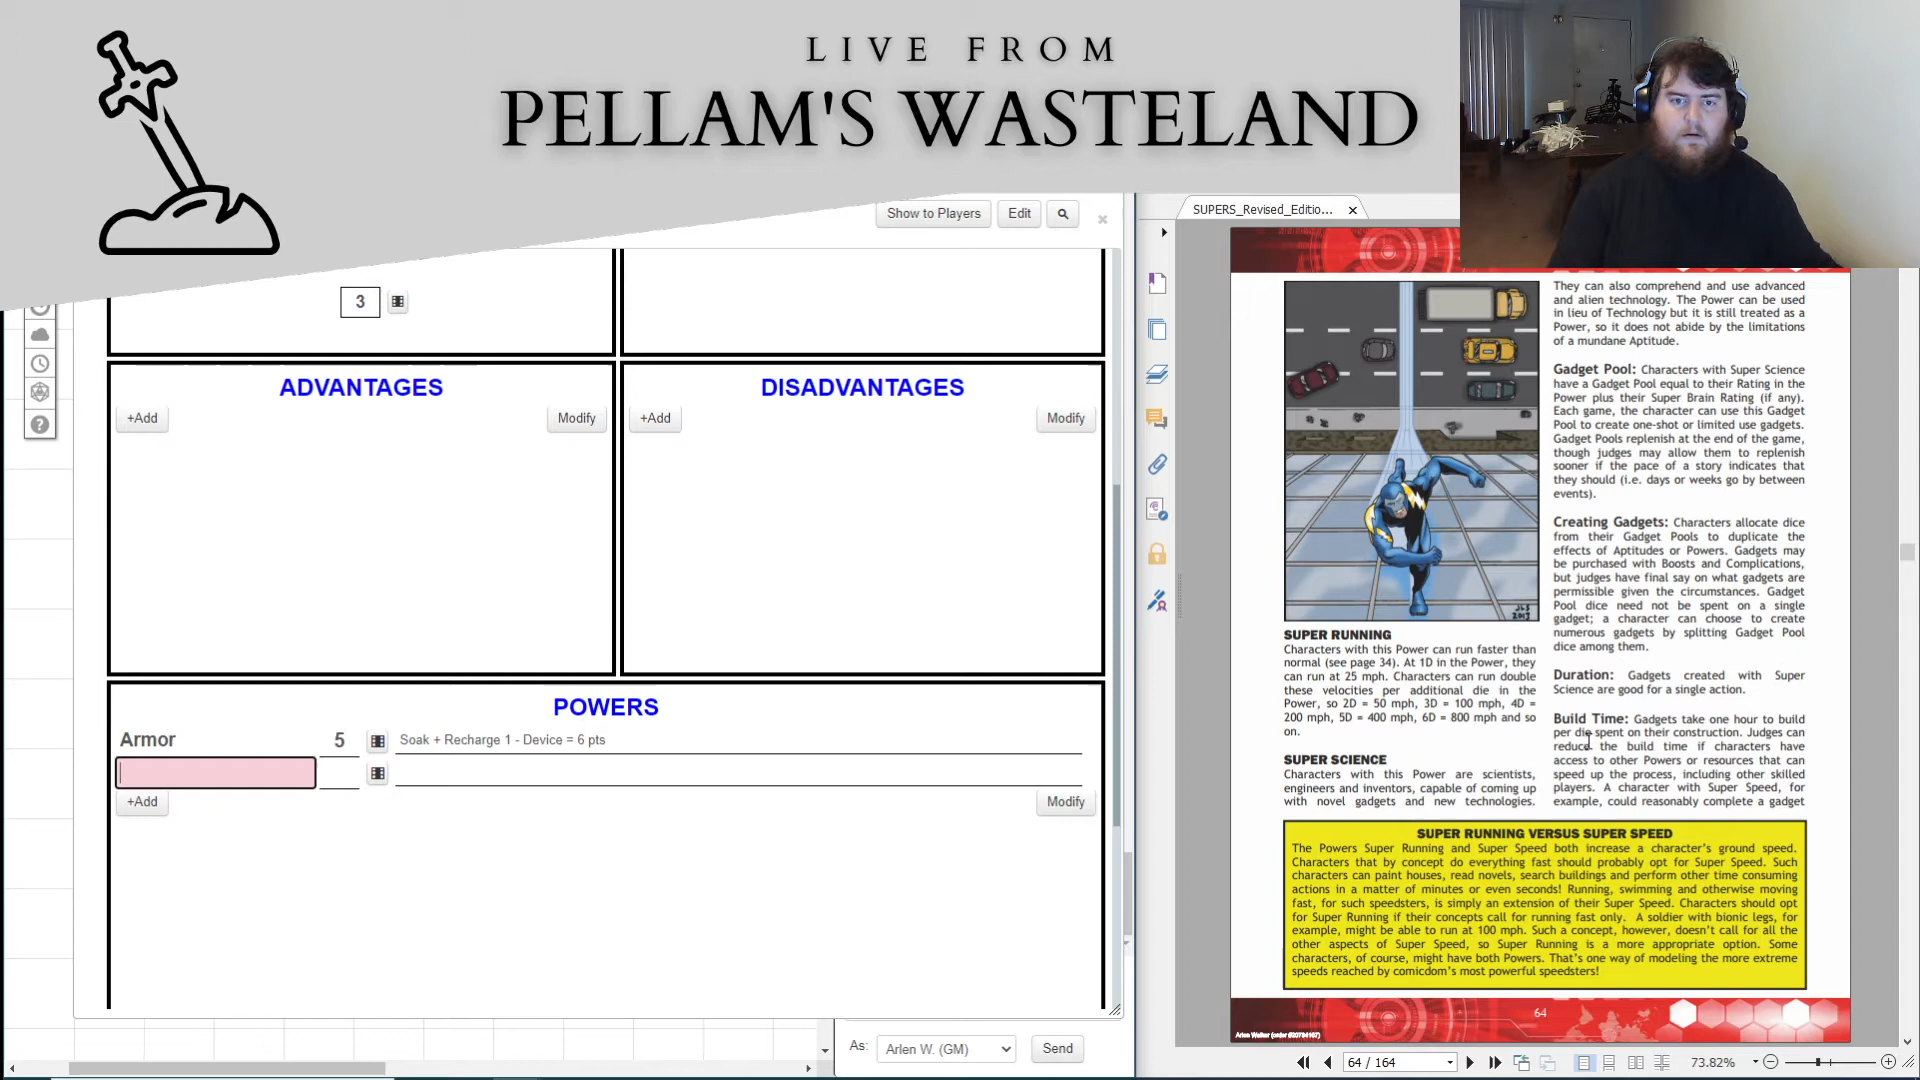 LIVE FROM
PELLAM'S WASTELAND
Show to Players
Edit
3
ADVANTAGES
+Add
Modify
DISADVANTAGES
+Add
Modify
POWERS
Armor 5 Soak + Recharge 1 - Device = 6 pts
+Add
Modify
As:
Arlen W. (GM)
Send
SUPERS_Revised_Editio...
SUPER RUNNING
Characters with this Power can run faster than
normal (see page 34). At 1D in the Power, they
can run at 25 mph. Characters can run double
these velocities per additional die in the
Power, so 2D = 50 mph, 3D = 100 mph, 4D =
200 mph, 5D = 400 mph, 6D = 800 mph and so
on.
SUPER SCIENCE
Characters with this Power are scientists,
engineers and inventors, capable of coming up
with novel gadgets and new technologies.
They can also comprehend and use advanced
and alien technology. The Power can be used
in lieu of Technology but it is still treated as a
Power, so it does not abide by the limitations
of a mundane Aptitude.
Gadget Pool: Characters with Super Science
have a Gadget Pool equal to their Rating in the
Power plus their Super Brain Rating (if any).
Each game, the character can use this Gadget
Pool to create one-shot or limited use gadgets.
Gadget Pools replenish at the end of the game,
though judges may allow them to replenish
sooner if the pace of a story indicates that
they should (i.e. days or weeks go by between
events).
Creating Gadgets: Characters allocate dice
from their Gadget Pools to duplicate the
effects of Aptitudes or Powers. Gadgets may
be purchased with Boosts and Complications,
but judges have final say on what gadgets are
permissible given the circumstances. Gadget
Pool dice need not be spent on a single
gadget; a character can choose to create
numerous gadgets by splitting Gadget Pool
dice among them.
Duration: Gadgets created with Super
Science are good for a single action.
Build Time: Gadgets take one hour to build
per die spent on their construction. Judges can
reduce the build time if characters have
access to other Powers or resources that can
speed up the process, including other skilled
players. A character with Super Speed, for
example, could reasonably complete a gadget
SUPER RUNNING VERSUS SUPER SPEED
The Powers Super Running and Super Speed both increase a character's ground speed.
Characters that by concept do everything fast should probably opt for Super Speed. Such
characters can paint houses, read novels, search buildings and perform other time consuming
actions in a matter of minutes or even seconds! Running, swimming and otherwise moving
fast, for such speedsters, is simply an extension of their Super Speed. Characters should opt
for Super Running if their concepts call for running fast only. A soldier with bionic legs, for
example, might be able to run at 100 mph. Such a concept, however, doesn't call for all the
other aspects of Super Speed, so Super Running is a more appropriate option. Some
characters, of course, might have both Powers. That's one way of modeling the more extreme
speeds reached by comicdom's most powerful speedsters!
64
64 / 164
73.82%